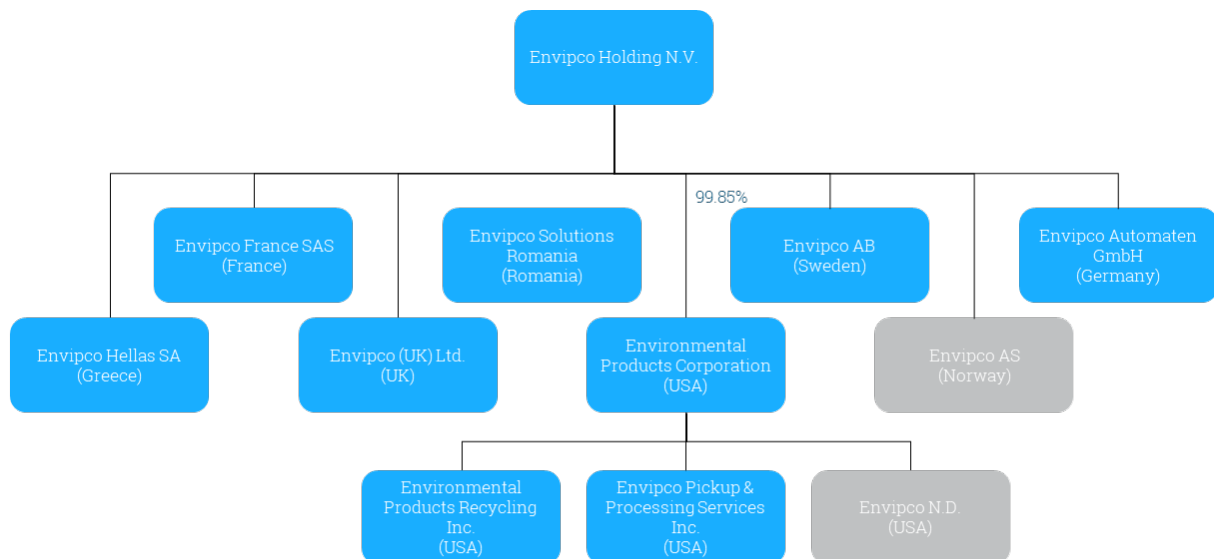 Envipco Holding N.V.
99.85%
Envipco France SAS
(France)
Envipco Solutions
Romania
(Romania)
Envipco AB
(Sweden)
Envipco Automaten
GmbH
(Germany)
Envipco Hellas SA
(Greece)
Envipco (UK) Ltd.
(UK)
Environmental
Products Corporation
(USA)
Envipco AS
(Norway)
Environmental
Products Recycling
Inc.
(USA)
Envipco Pickup &
Processing Services
Inc.
(USA)
Envipco N.D.
(USA)